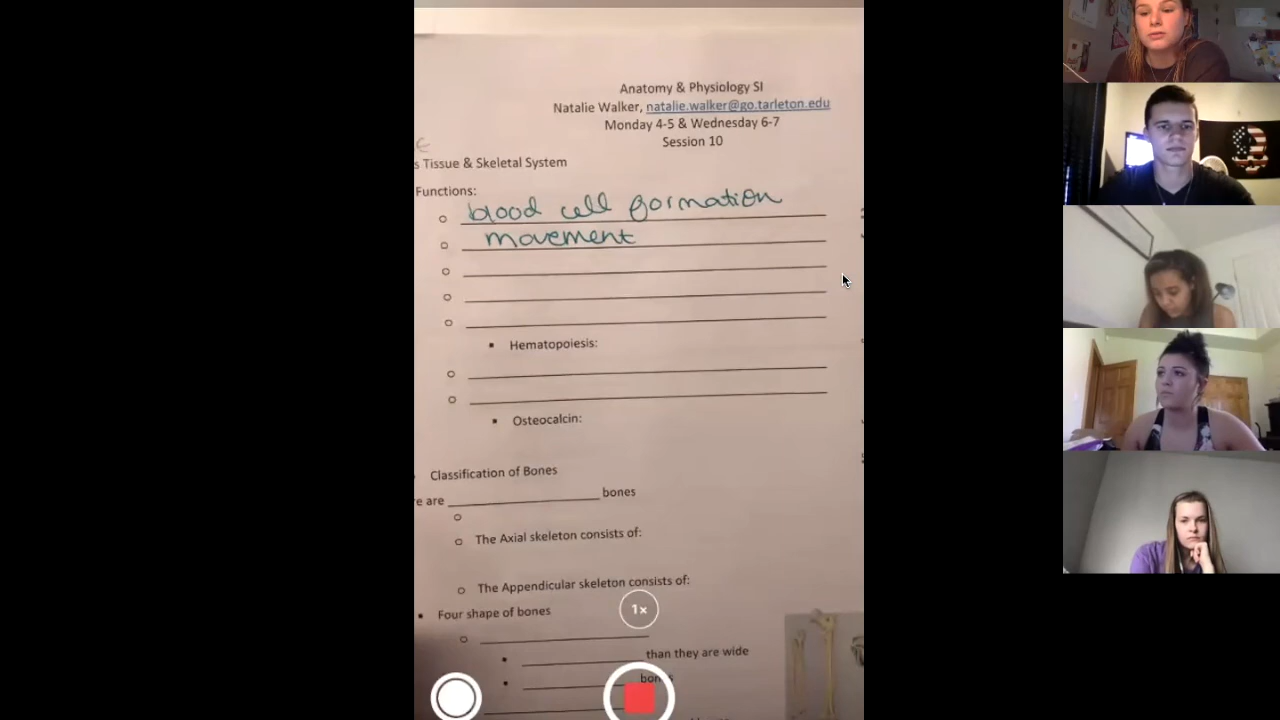 Anatomy & Physiology SI
Natalie Walker, natalie.walker@go.tarleton.edu
Monday 4-5 & Wednesday 6-7
Session 10
s Tissue & Skeletal System
Functions:
blood cell formation
movement
Hematopoiesis:
Osteocalcin:
Classification of Bones
e are ____ bones
The Axial skeleton consists of:
The Appendicular skeleton consists of:
1x
Four shape of bones
than they are wide